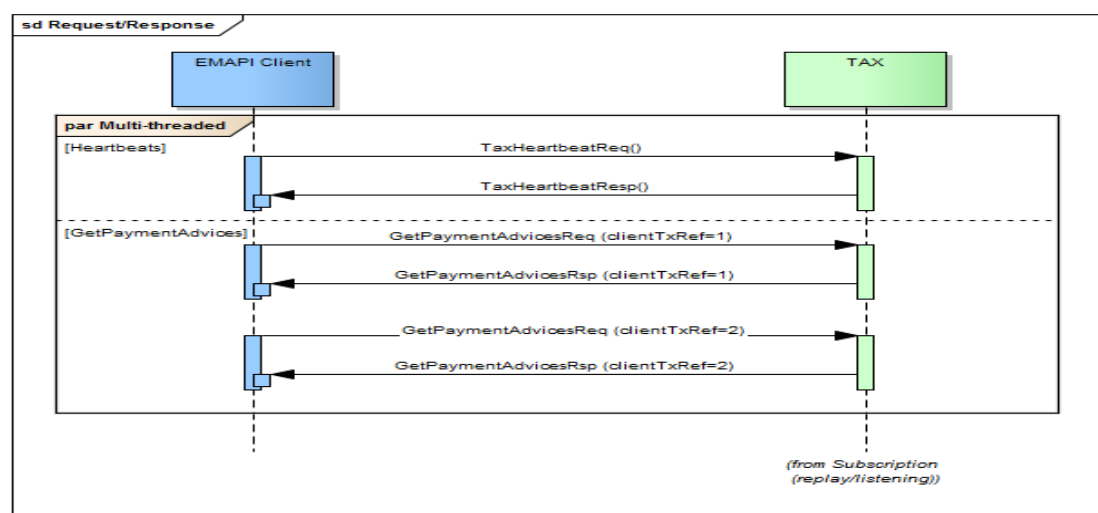 sd Request/Response
EMAPI Client
TAX
par Multi-threaded
[Heartbeats]
TaxHeartbeatReq()
TaxHeartbeatResp()
[GetPaymentAdvices]
GetPaymentAdvicesReq (clientTxRef=1)
GetPaymentAdvicesRsp (clientTxRef=1)
GetPaymentAdvicesReq (clientTxRef=2)
GetPaymentAdvicesRsp (clientTxRef=2)
(from Subscription
(replay/listening))